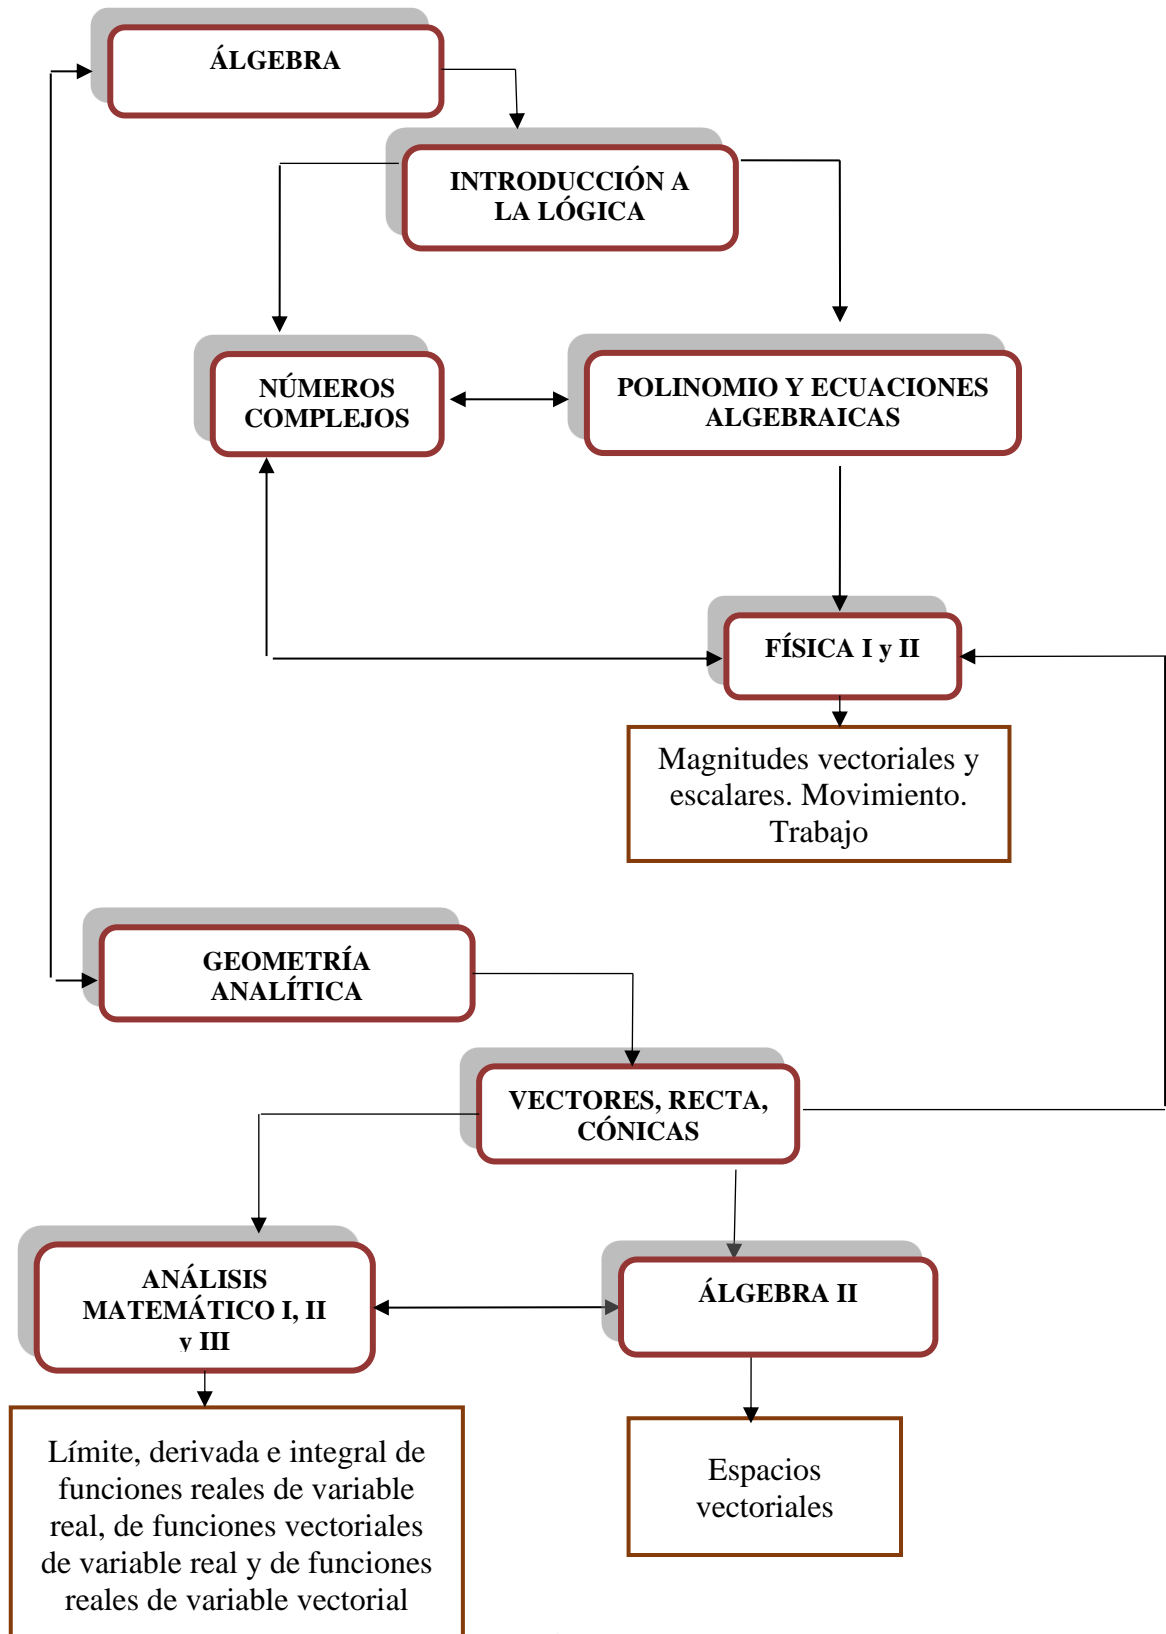 ÁLGEBRA
INTRODUCCIÓN A
LA LÓGICA
NÚMEROS
COMPLEJOS
POLINOMIO Y ECUACIONES
ALGEBRAICAS
FÍSICA I y II
Magnitudes vectoriales y
escalares. Movimiento.
Trabajo
GEOMETRÍA
ANALÍTICA
VECTORES, RECTA,
CÓNICAS
ANÁLISIS
MATEMÁTICO I, II
y III
ÁLGEBRA II
Límite, derivada e integral de
funciones reales de variable
real, de funciones vectoriales
de variable real y de funciones
reales de variable vectorial
Espacios
vectoriales